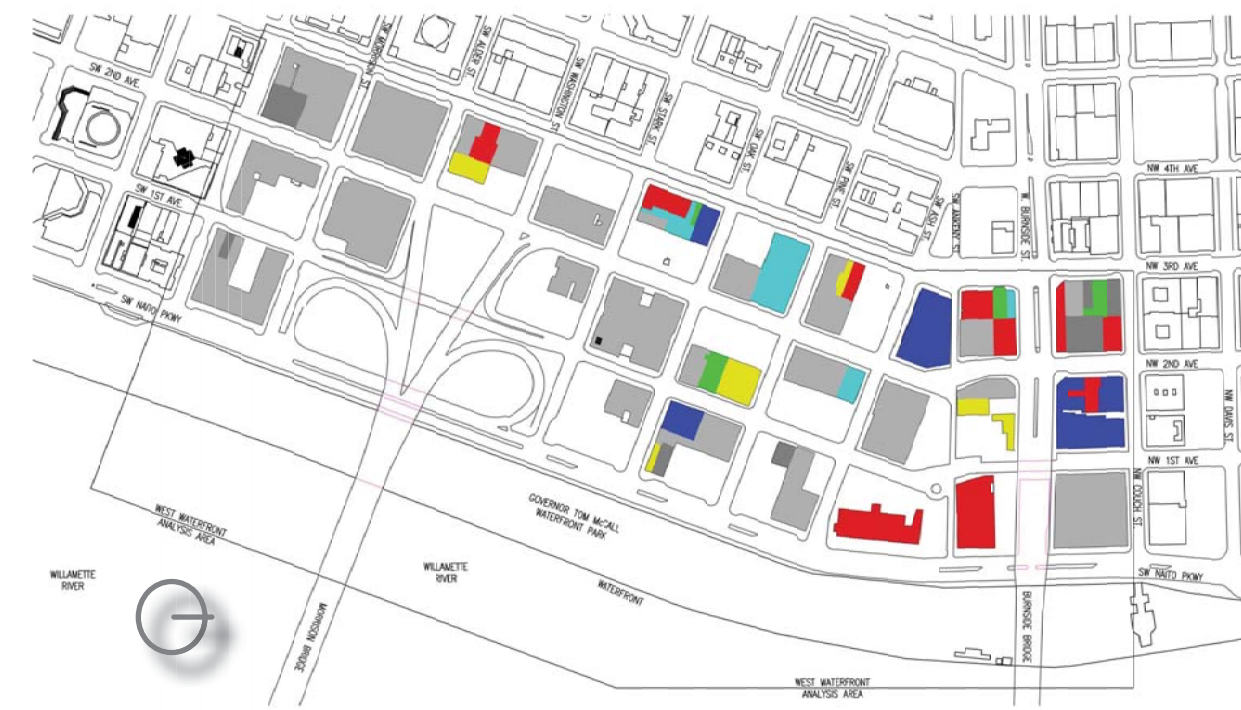 SW MORRISON ST.
SW ALDER ST.
SW WASHINGTON ST
SW STARK ST.
SW OAK ST.
SW PINE ST.
SW ASH ST.
SW ANKENY ST
W. BURNSIDE ST.
NW 4TH AVE
SW 2ND AVE
SW 1ST AVE
SW NAITO PKWY
NW 3RD AVE
NW 2ND AVE
NW DAVIS ST.
NW 1ST AVE
NW COUCH ST.
GOVERNOR TOM McCALL
WATERFRONT PARK
WEST WATERFRONT
ANALYSIS AREA
WILLAMETTE
RIVER
WILLAMETTE
RIVER
WATERFRONT
SW NAITO PKWY
MORRISON BRIDGE
BURNSIDE BRIDGE
WEST WATERFRONT
ANALYSIS AREA